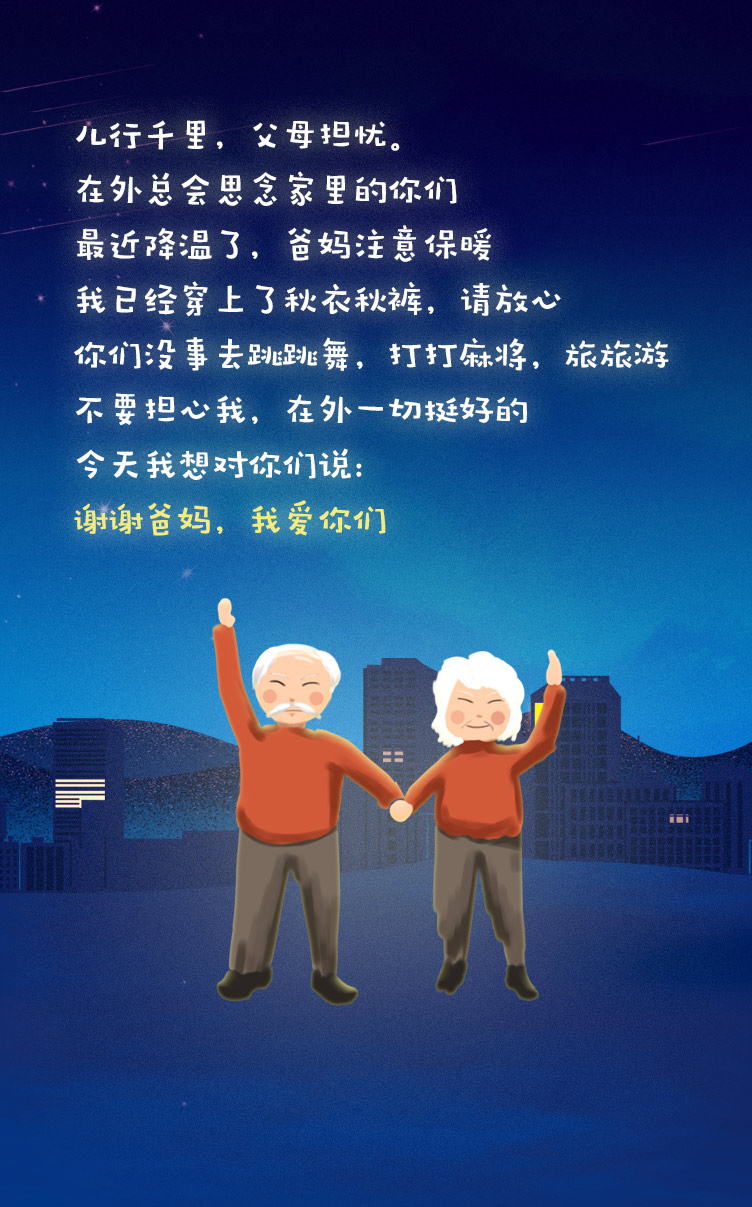 儿行千里，父母担忧。
在外总会思念家里的你们
最近降温了，爸妈注意保暖
我已经穿上了秋衣秋裤，请放心
你们没事去跳跳舞，打打麻将，旅旅游
不要担心我，在外一切挺好的
今天我想对你们说：
谢谢爸妈，我爱你们